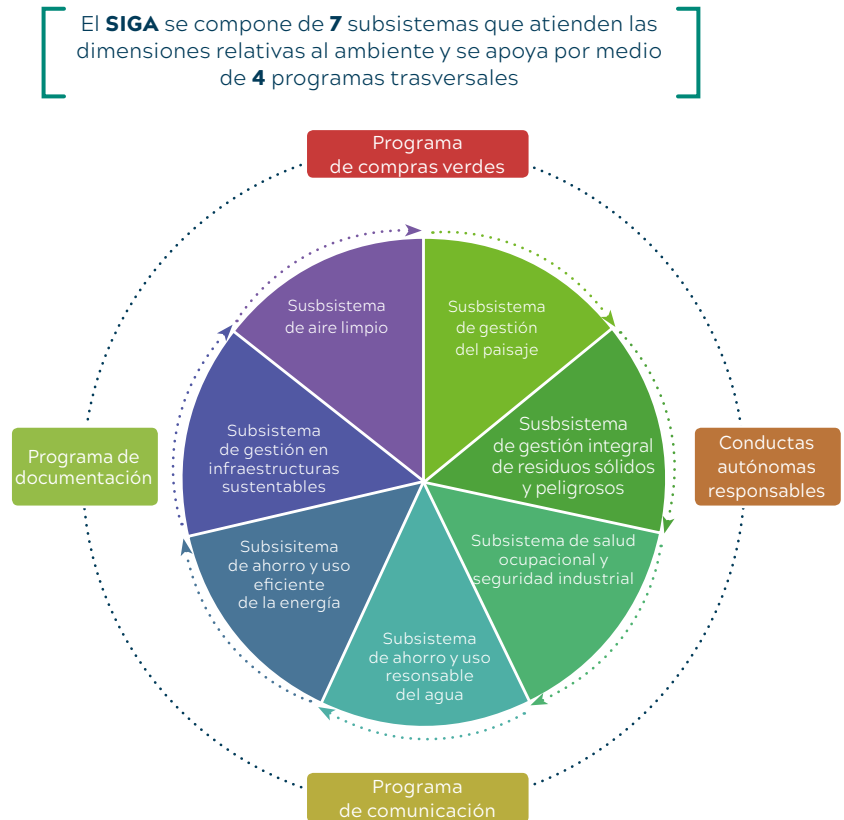 El SIGA se compone de 7 subsistemas que atienden las
dimensiones relativas al ambiente y se apoya por medio
de 4 programas trasversales
Programa
de compras verdes
Susbsistema
de aire limpio
Susbsistema
de gestión
del paisaje
Subsistema
de gestión en
infraestructuras
sustentables
Susbsistema
de gestión integral
de residuos sólidos
y peligrosos
Programa de
documentación
Conductas
autónomas
responsables
Subsisitema
de ahorro y uso
eficiente
de la energía
Subsistema de salud
ocupacional y
seguridad industrial
Subsistema
de ahorro y uso
resonsable
del agua
Programa
de comunicación